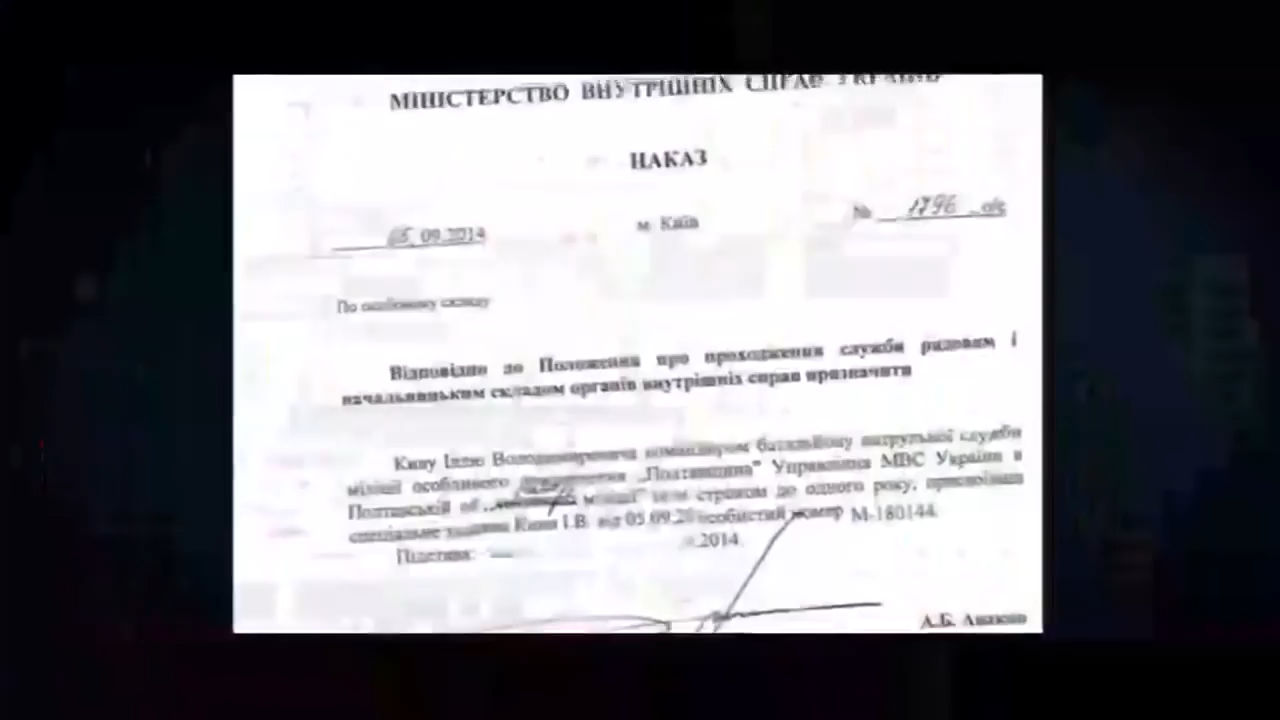 МІНІСТЕРСТВО ВНУТРІШНІХ СПРАВ УКРАЇНИ
НАКАЗ
05 .09.2014 м. Київ № 1796 о/с
По особовому складу
Відповідно до Положення про проходження служби рядовим і
начальницьким складом органів внутрішніх справ призначити
Киву Іллю Володимировича командиром батальйону патрульної служби
міліції особливого призначення „Полтавщина" Управління МВС України в
Полтавській строком до одного року, присвоївши
спеціальне звання Кива І.В. від 05.09.20 особистий номер М-180144.
Підстава: .2014.
А.Б. Аваков